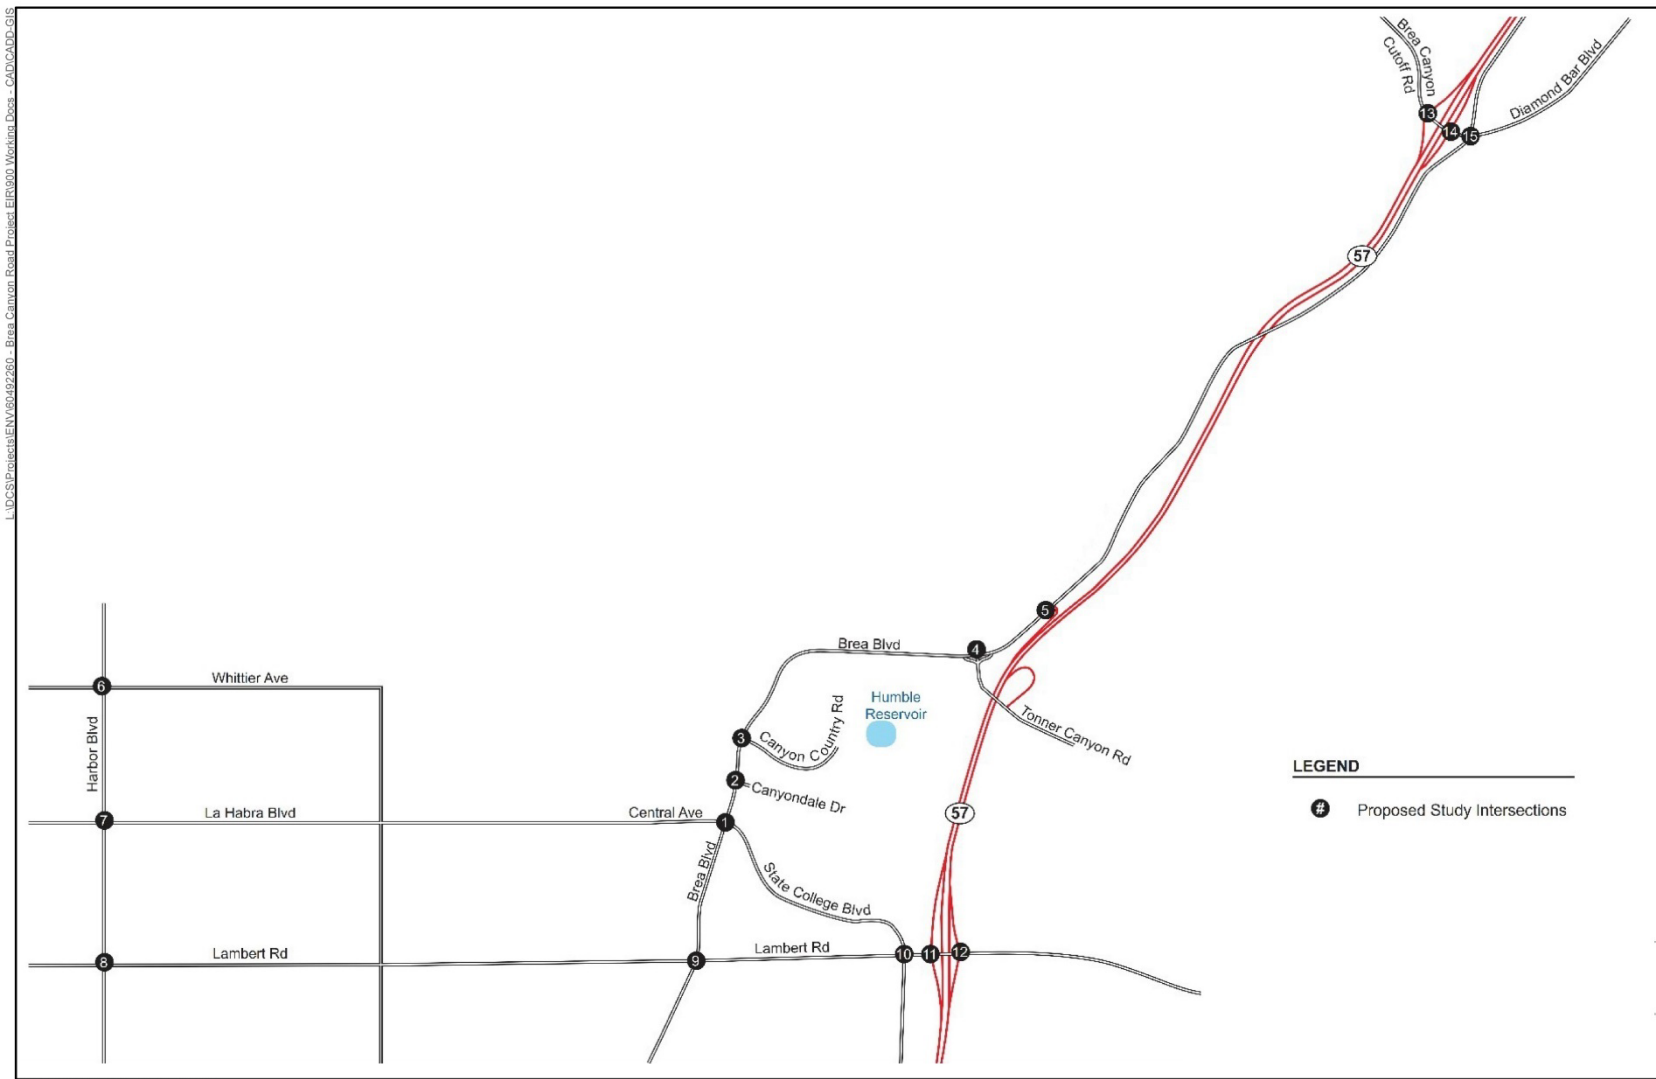 L:\DCS\Projects\ENV\60492260 - Brea Canyon Road Project EIR\900 Working Docs - CAD\CADD-GIS
Brea Canyon
Cutoff Rd
Diamond Bar Blvd
13
14
15
57
5
4
Brea Blvd
6
Whittier Ave
Harbor Blvd
Humble
Reservoir
Canyon Country Rd
Tonner Canyon Rd
3
2
Canyondale Dr
LEGEND
# Proposed Study Intersections
7
La Habra Blvd
Central Ave
1
57
Brea Blvd
State College Blvd
8
Lambert Rd
9
Lambert Rd
10
11
12